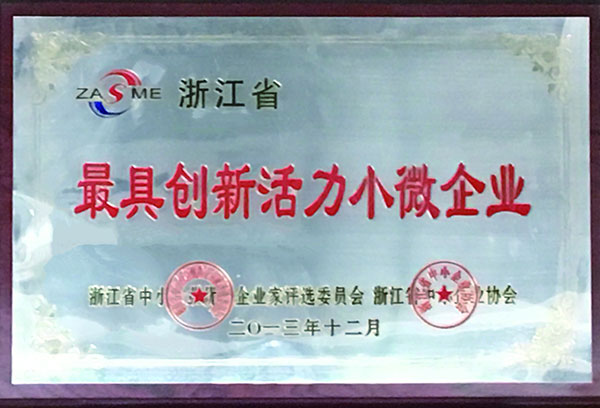 ZASME 浙江省
最具创新活力小微企业
浙江省中小 企业家评选委员会 浙江省 业协会
二〇一三年十二月